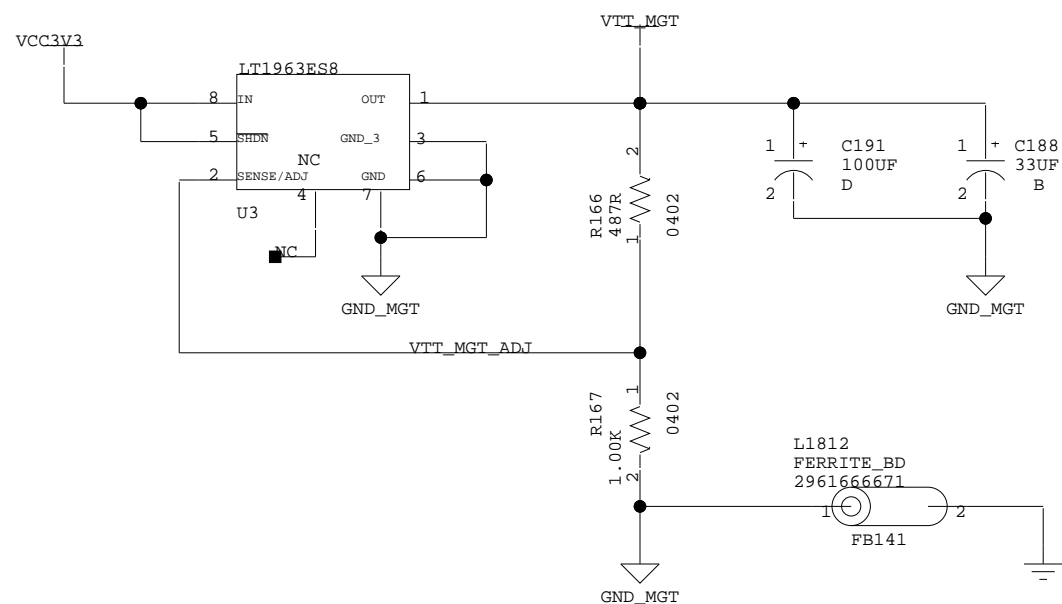 VTT_MGT
VCC3V3
LT1963ES8
8 IN OUT 1
5 SHDN GND_3 3
NC
2 SENSE/ADJ GND 6
4 7
U3
NC
GND_MGT
2
R166
487R
0402
1
1 + C191
100UF
2 D
1 + C188
33UF
2 B
GND_MGT
VTT_MGT_ADJ
1
R167
1.00K
0402
2
L1812
FERRITE_BD
2961666671
1 2
FB141
GND_MGT